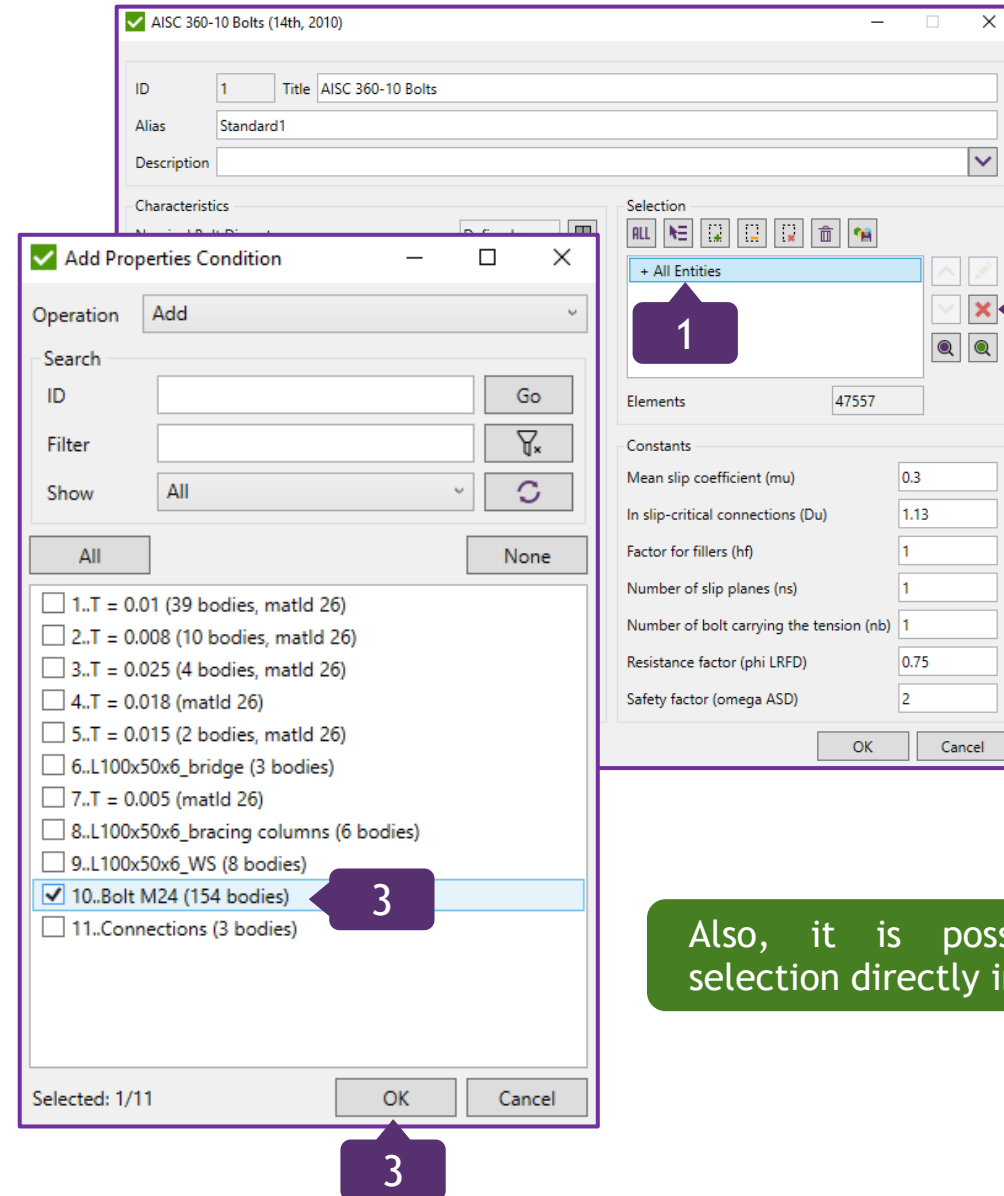 AISC 360-10 Bolts (14th, 2010)
ID 1 Title AISC 360-10 Bolts
Alias Standard1
Description
Characteristics
Selection
ALL
+ All Entities
1
Elements 47557
Constants
Mean slip coefficient (mu) 0.3
In slip-critical connections (Du) 1.13
Factor for fillers (hf) 1
Number of slip planes (ns) 1
Number of bolt carrying the tension (nb) 1
Resistance factor (phi LRFD) 0.75
Safety factor (omega ASD) 2
OK Cancel
Add Properties Condition
Operation Add
Search
ID Go
Filter
Show All
All None
1..T = 0.01 (39 bodies, matId 26)
2..T = 0.008 (10 bodies, matId 26)
3..T = 0.025 (4 bodies, matId 26)
4..T = 0.018 (matId 26)
5..T = 0.015 (2 bodies, matId 26)
6..L100x50x6_bridge (3 bodies)
7..T = 0.005 (matId 26)
8..L100x50x6_bracing columns (6 bodies)
9..L100x50x6_WS (8 bodies)
10..Bolt M24 (154 bodies)
3
11..Connections (3 bodies)
Selected: 1/11 OK Cancel
3
Also, it is poss
selection directly i